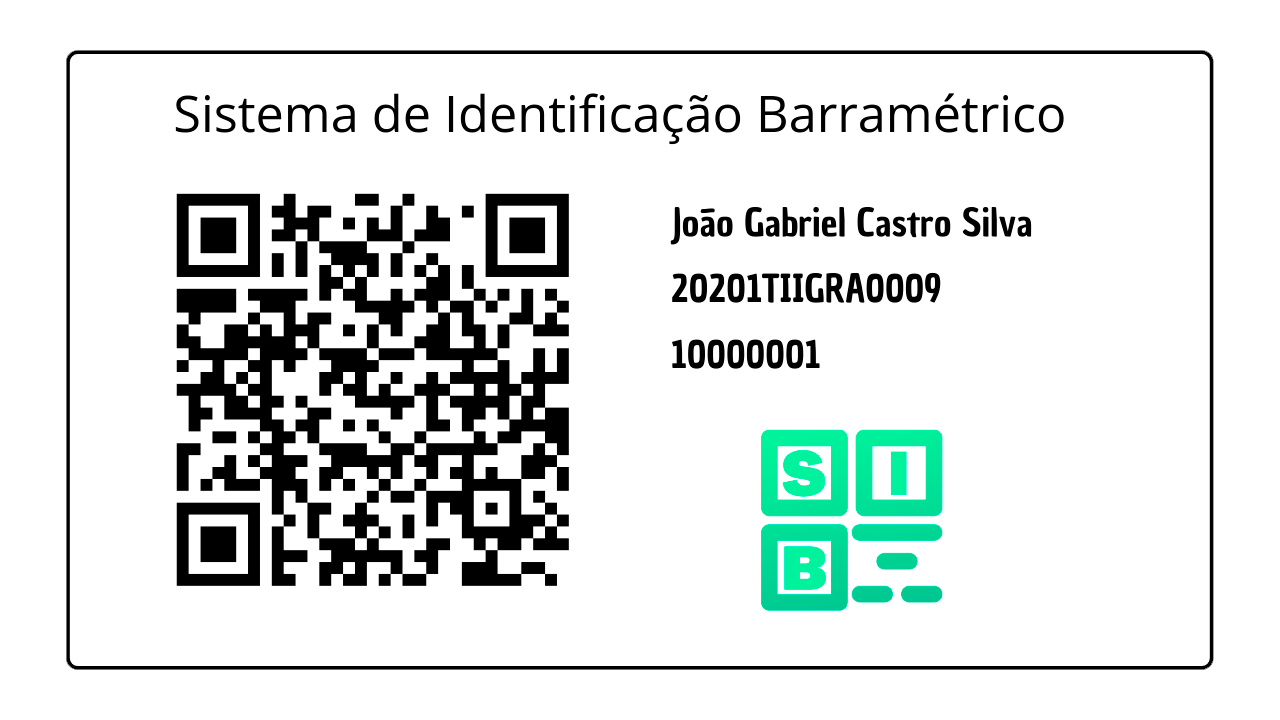 Sistema de Identificação Barramétrico
João Gabriel Castro Silva
20201TIIGRA0009
10000001
S I
B